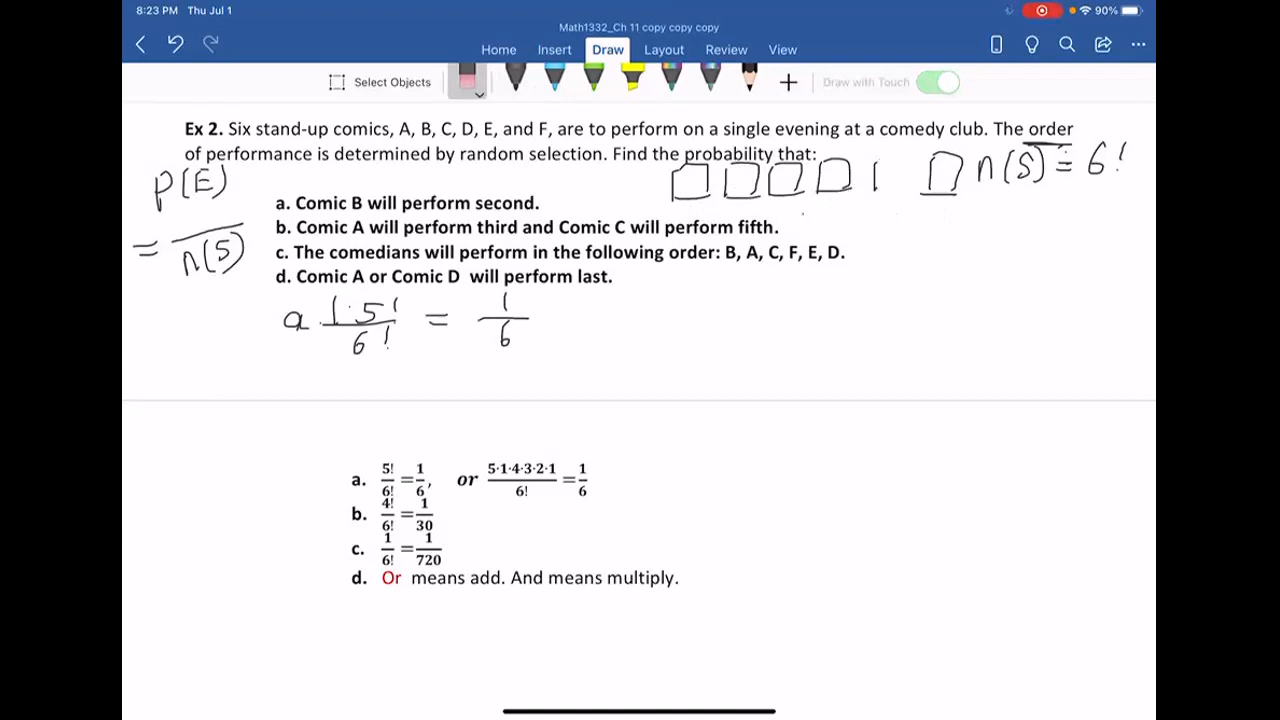 8:23 PM Thu Jul 1
90%
Math1332_Ch 11 copy copy copy
Home Insert Draw Layout Review View
Select Objects
Draw with Touch
Ex 2. Six stand-up comics, A, B, C, D, E, and F, are to perform on a single evening at a comedy club. The order
of performance is determined by random selection. Find the probability that:
n(S) = 6!
P(E)
= / n(S)
a. Comic B will perform second.
b. Comic A will perform third and Comic C will perform fifth.
c. The comedians will perform in the following order: B, A, C, F, E, D.
d. Comic A or Comic D will perform last.
a 1·5!/6! = 1/6
a. 5!/6! = 1/6, or 5·1·4·3·2·1/6! = 1/6
b. 4!/6! = 1/30
c. 1/6! = 1/720
d. Or means add. And means multiply.